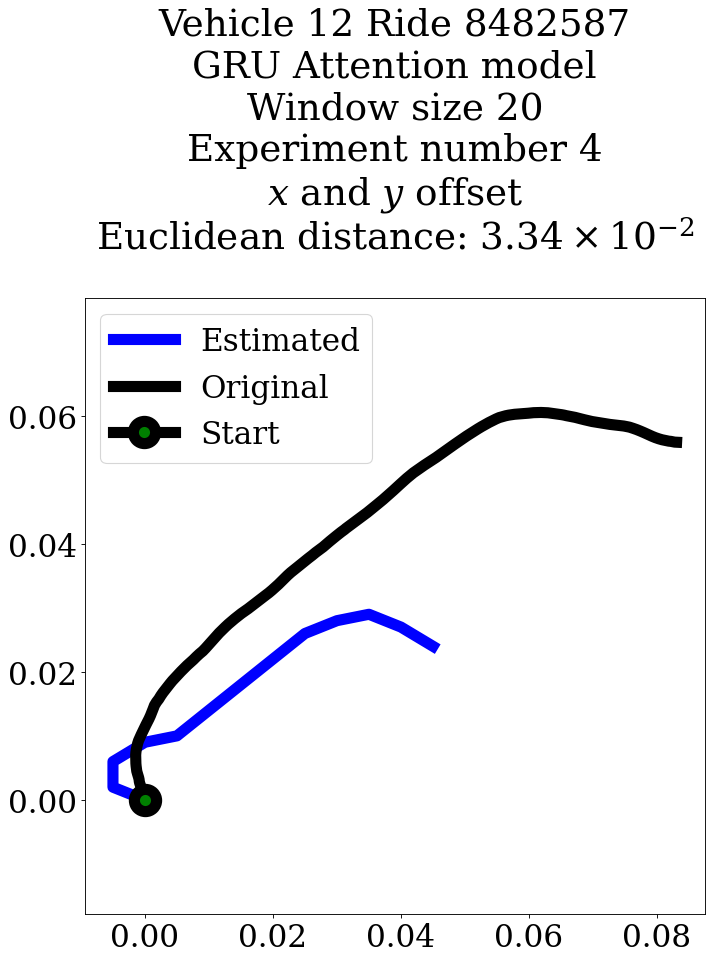 Vehicle 12 Ride 8482587
GRU Attention model
Window size 20
Experiment number 4
x and y offset
Euclidean distance: 3.34 × 10⁻²
Estimated
Original
Start
0.06
0.04
0.02
0.00
0.00 0.02 0.04 0.06 0.08